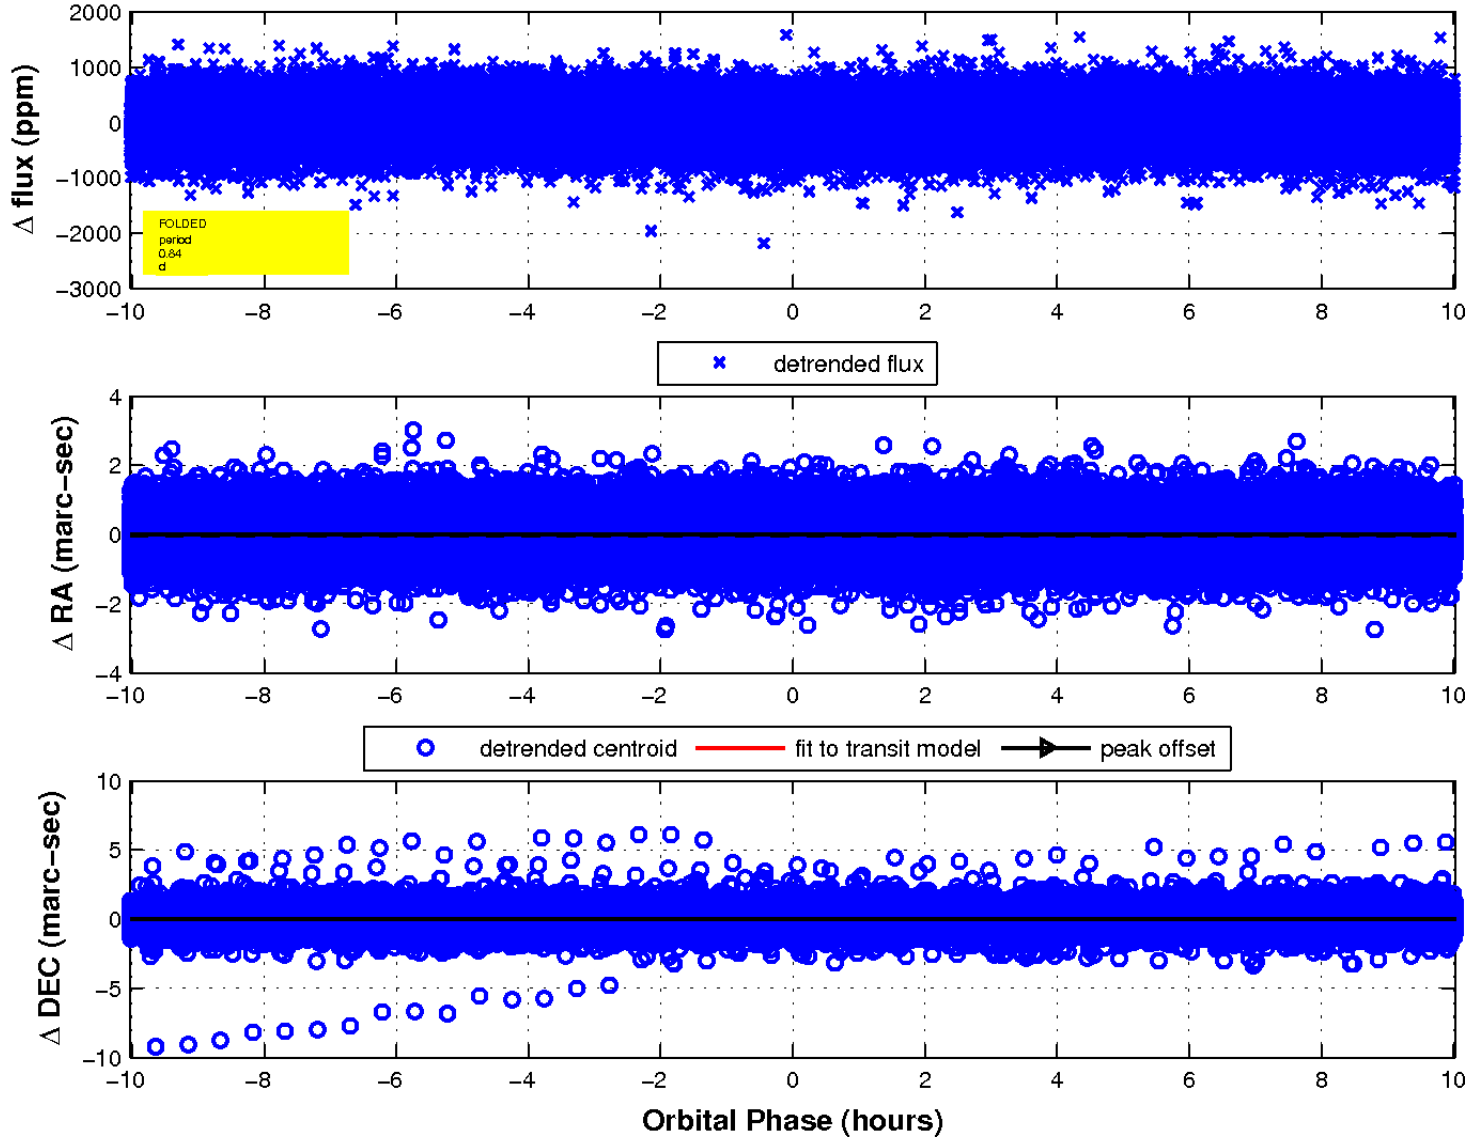 2000
1000
0
−1000
−2000
−3000
Δ flux (ppm)
FOLDED
period
0.84
d
−10 −8 −6 −4 −2 0 2 4 6 8 10
detrended flux
4
2
0
−2
−4
Δ RA (marc−sec)
−10 −8 −6 −4 −2 0 2 4 6 8 10
detrended centroid fit to transit model peak offset
10
5
0
−5
−10
Δ DEC (marc−sec)
−10 −8 −6 −4 −2 0 2 4 6 8 10
Orbital Phase (hours)